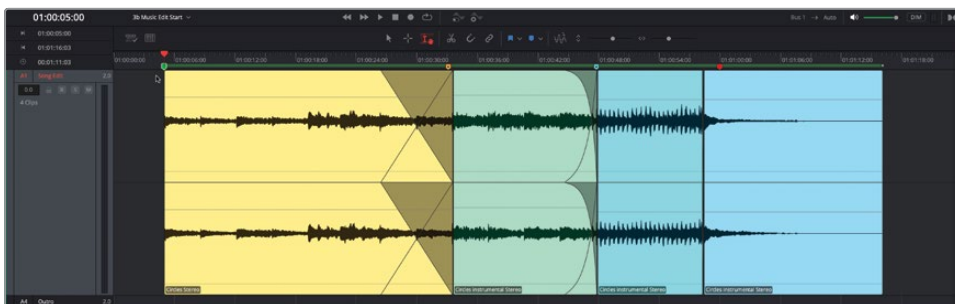 01:00:05:00
3b Music Edit Start
Bus 1
Auto
DIM
01:00:05:00
01:01:16:03
00:01:11:03
01:00:00:00 01:00:06:00 01:00:12:00 01:00:18:00 01:00:24:00 01:00:30:00 01:00:36:00 01:00:42:00 01:00:48:00 01:00:54:00 01:01:00:00 01:01:06:00 01:01:12:00 01:01:18:00
A1 Song Edit 2.0
0.0 R S M
4 Clips
Circles Stereo
Circles Instrumental Stereo
Circles Instrumental Stereo
Circles Instrumental Stereo
A4 Outro 2.0